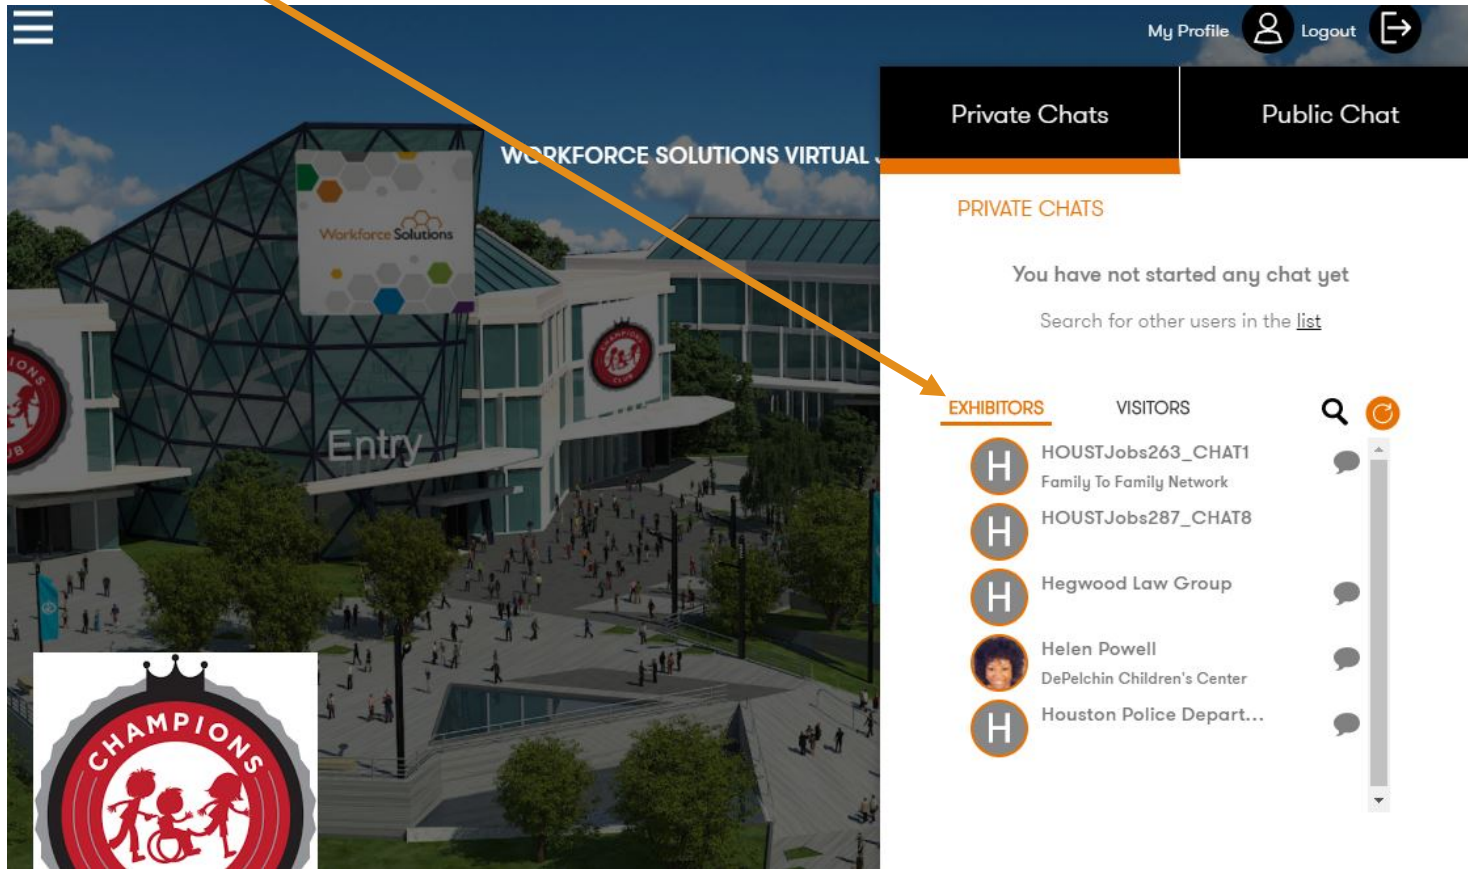 My Profile
Logout
Private Chats
Public Chat
WORKFORCE SOLUTIONS VIRTUAL
PRIVATE CHATS
Workforce Solutions
You have not started any chat yet
Search for other users in the list
CHAMPIONS
CLUB
EXHIBITORS
VISITORS
Entry
H
HOUSTJobs263_CHAT1
Family To Family Network
H
HOUSTJobs287_CHAT8
H
Hegwood Law Group
Helen Powell
DePelchin Children's Center
H
Houston Police Depart...
CHAMPIONS